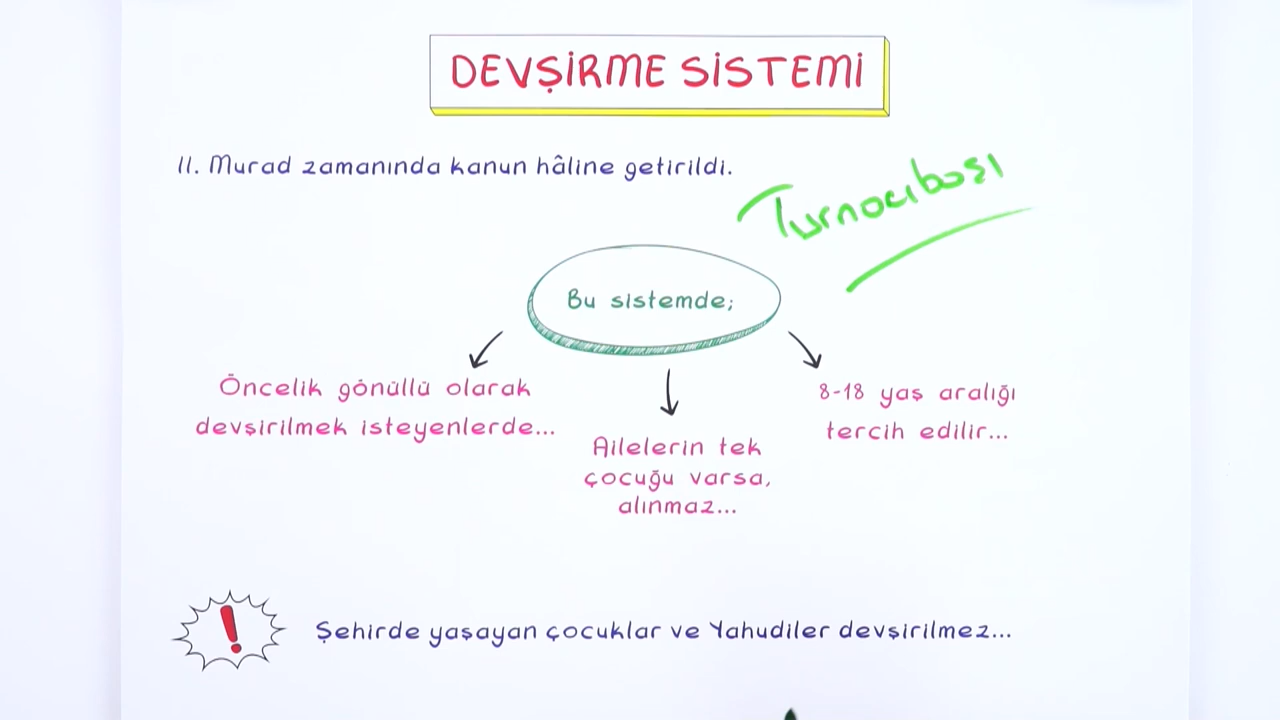 DEVŞİRME SİSTEMİ
II. Murad zamanında kanun hâline getirildi.
Turnacıbaşı
Bu sistemde;
Öncelik gönüllü olarak
devşirilmek isteyenlerde...
Ailelerin tek
çocuğu varsa,
alınmaz...
8-18 yaş aralığı
tercih edilir...
Şehirde yaşayan çocuklar ve Yahudiler devşirilmez...